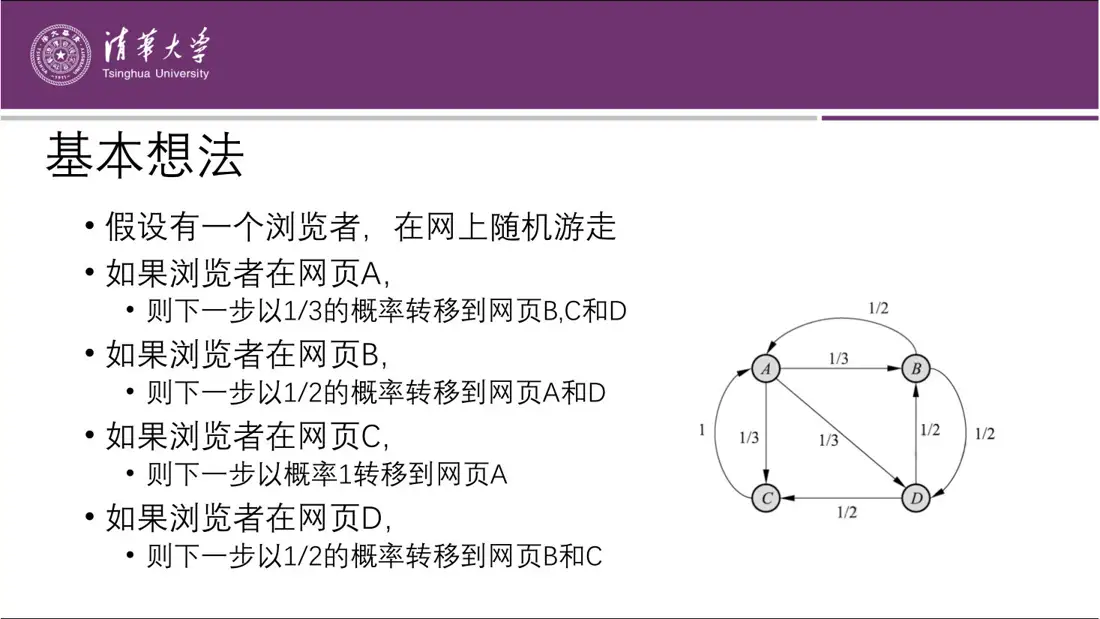 清华大学
Tsinghua University
基本想法
• 假设有一个浏览者，在网上随机游走
• 如果浏览者在网页A,
• 则下一步以1/3的概率转移到网页B,C和D
• 如果浏览者在网页B,
• 则下一步以1/2的概率转移到网页A和D
• 如果浏览者在网页C,
• 则下一步以概率1转移到网页A
• 如果浏览者在网页D,
• 则下一步以1/2的概率转移到网页B和C
1/2
A
1/3
B
1
1/3
1/3
1/2
1/2
C
D
1/2